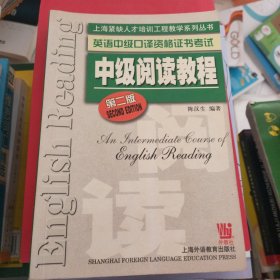 上海紧缺人才培训工程教学系列丛书
英语中级口译资格证书考试
中级阅读教程
第二版
SECOND EDITION
陈汉生 编著
An Intermediate Course of
English Reading
English Reading
阅
读
外教社
上海外语教育出版社
SHANGHAI FOREIGN LANGUAGE EDUCATION PRESS